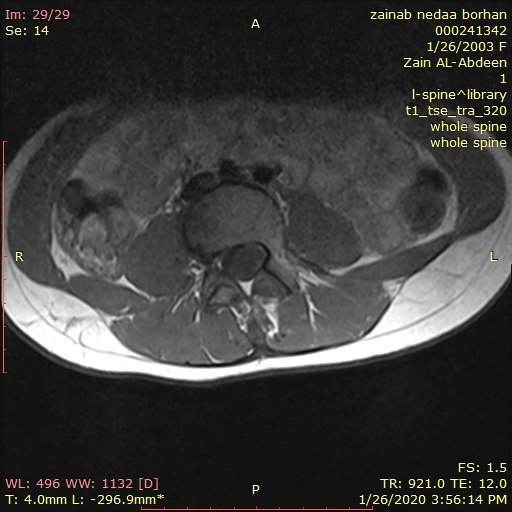 Im: 29/29
Se: 14
A
zainab nedaa borhan
000241342
1/26/2003 F
Zain AL-Abdeen
1
l-spine^library
t1_tse_tra_320
whole spine
whole spine
R
L
WL: 496 WW: 1132 [D]
T: 4.0mm L: -296.9mm*
P
FS: 1.5
TR: 921.0 TE: 12.0
1/26/2020 3:56:14 PM